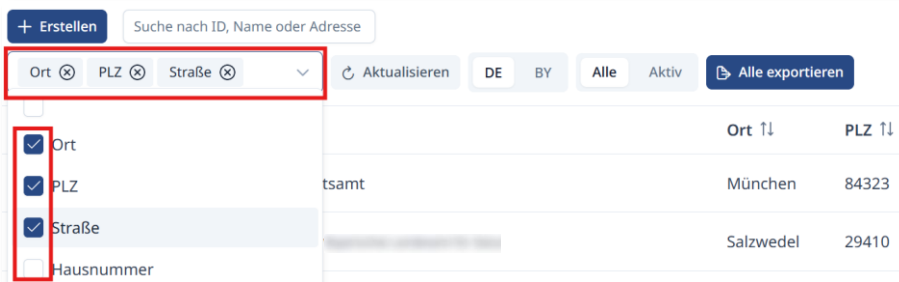 + Erstellen Suche nach ID, Name oder Adresse
Ort PLZ Straße Aktualisieren DE BY Alle Aktiv Alle exportieren
Ort PLZ
Ort
PLZ tsamt München 84323
Straße
Salzwedel 29410
Hausnummer